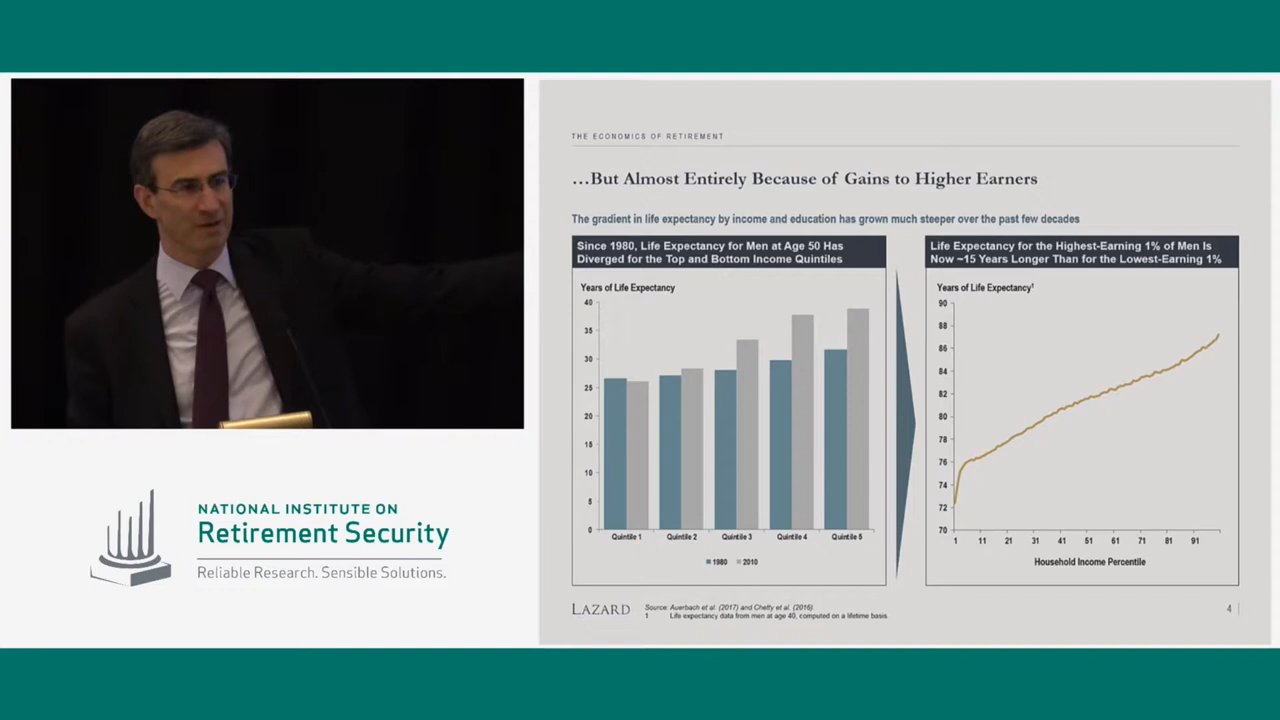 NATIONAL INSTITUTE ON
Retirement Security
Reliable Research. Sensible Solutions.
THE ECONOMICS OF RETIREMENT
…But Almost Entirely Because of Gains to Higher Earners
The gradient in life expectancy by income and education has grown much steeper over the past few decades
Since 1980, Life Expectancy for Men at Age 50 Has
Diverged for the Top and Bottom Income Quintiles
Years of Life Expectancy
40
35
30
25
20
15
10
5
0
Quintile 1 Quintile 2 Quintile 3 Quintile 4 Quintile 5
1980 2010
Life Expectancy for the Highest-Earning 1% of Men Is
Now ~15 Years Longer Than for the Lowest-Earning 1%
Years of Life Expectancy¹
90
88
86
84
82
80
78
76
74
72
70
1 11 21 31 41 51 61 71 81 91
Household Income Percentile
LAZARD
Source: Auerbach et al. (2017) and Chetty et al. (2016).
1 Life expectancy data from men at age 40, computed on a lifetime basis.
4